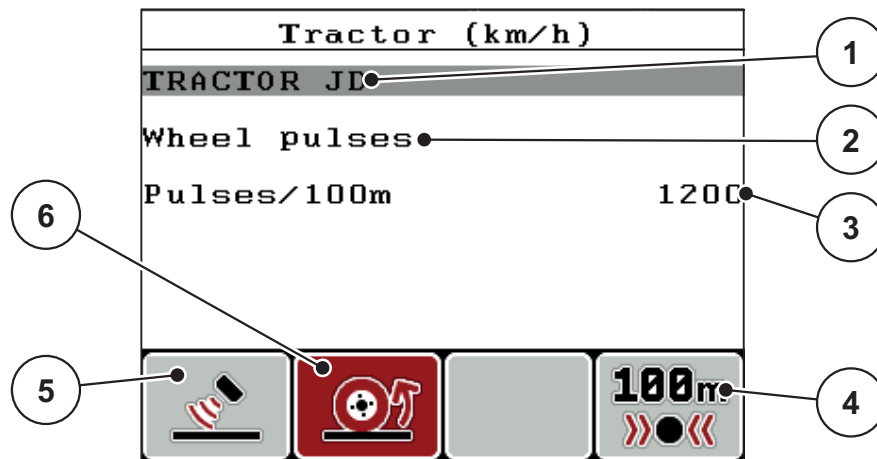 Tractor (km/h)
1
TRACTOR JD
Wheel pulses
2
Pulses/100m 1200
3
6
5
100m
4